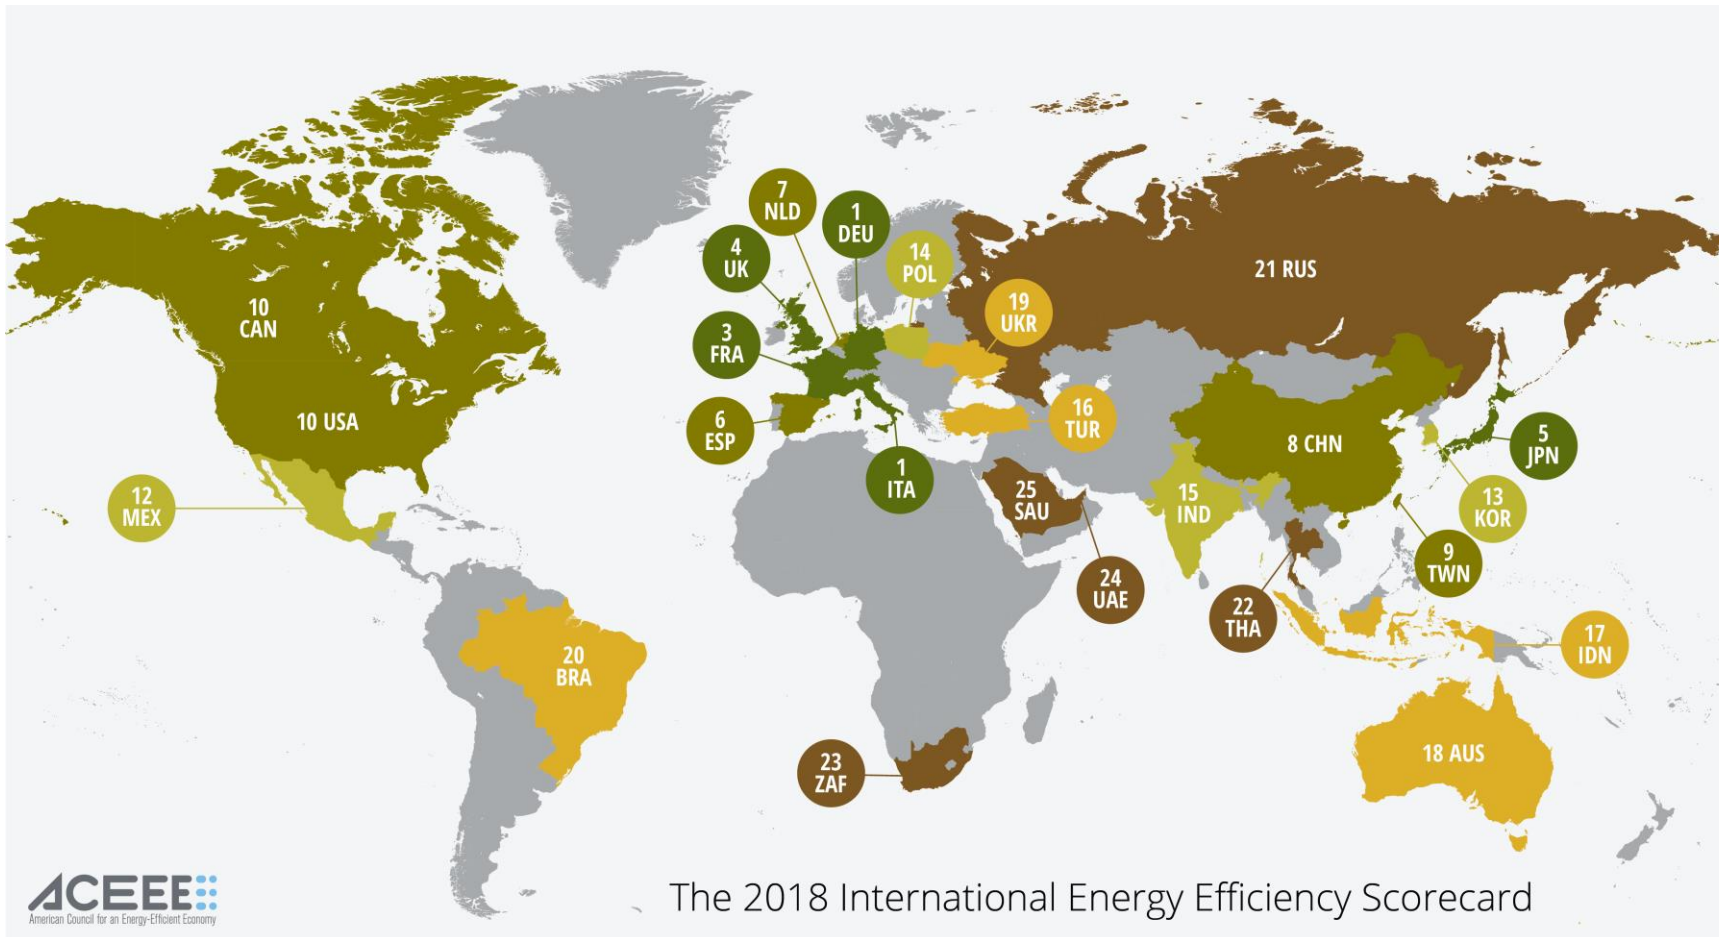 7
NLD
1
DEU
4
UK
14
POL
21 RUS
10
CAN
19
UKR
3
FRA
10 USA
6
ESP
16
TUR
8 CHN
5
JPN
1
ITA
12
MEX
25
SAU
15
IND
13
KOR
9
TWN
24
UAE
22
THA
17
IDN
20
BRA
23
ZAF
18 AUS
ACEEE
American Council for an Energy-Efficient Economy
The 2018 International Energy Efficiency Scorecard